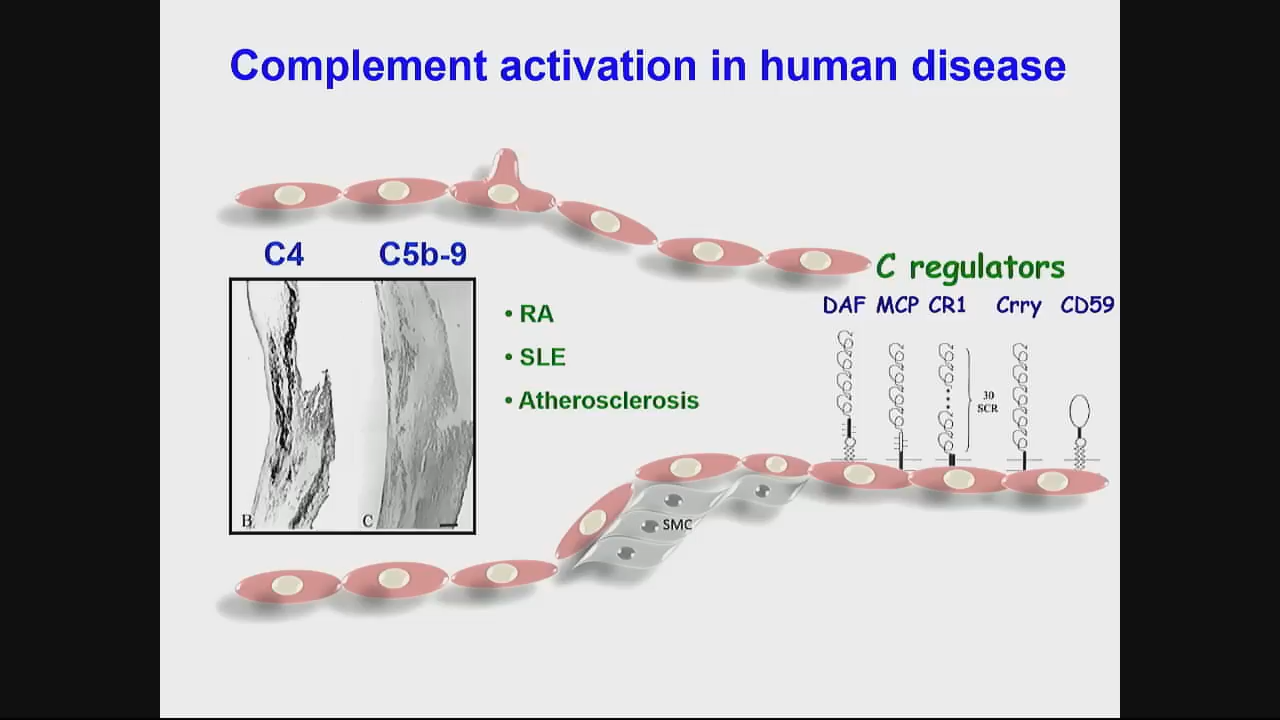 Complement activation in human disease
C4 C5b-9
C regulators
DAF MCP CR1 Crry CD59
• RA
• SLE
• Atherosclerosis
30
SCR
B C
SMC